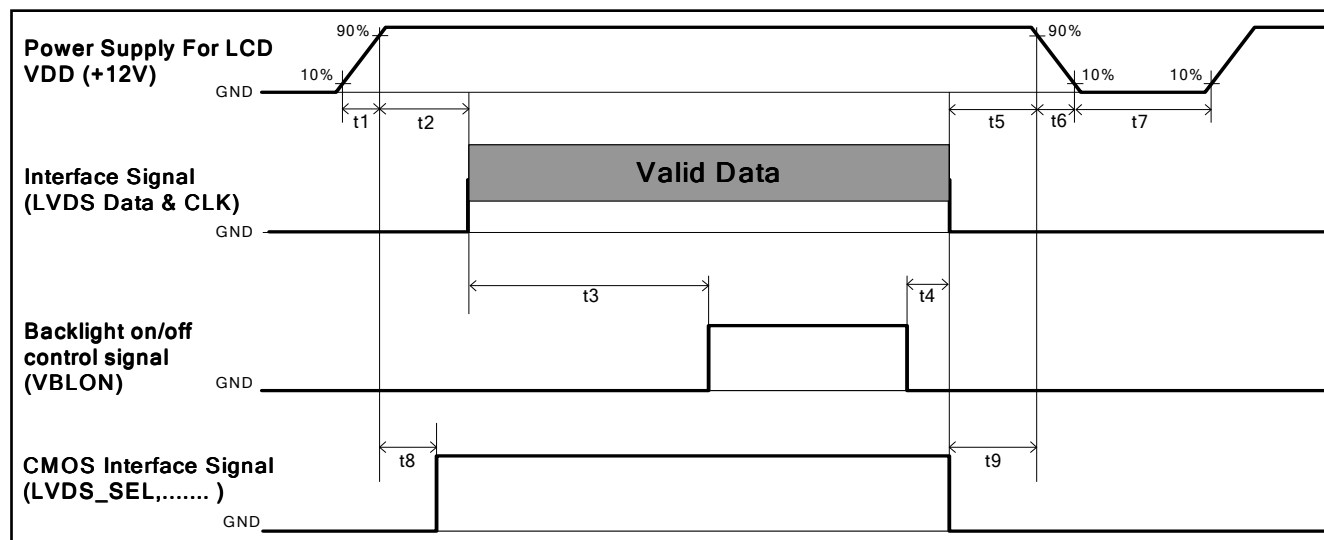 Power Supply For LCD
VDD (+12V)
90%
90%
10%
10%
10%
GND
t1
t2
t5
t6
t7
Valid Data
Interface Signal
(LVDS Data & CLK)
GND
t3
t4
Backlight on/off
control signal
(VBLON)
GND
CMOS Interface Signal
(LVDS_SEL,....... )
t8
t9
GND